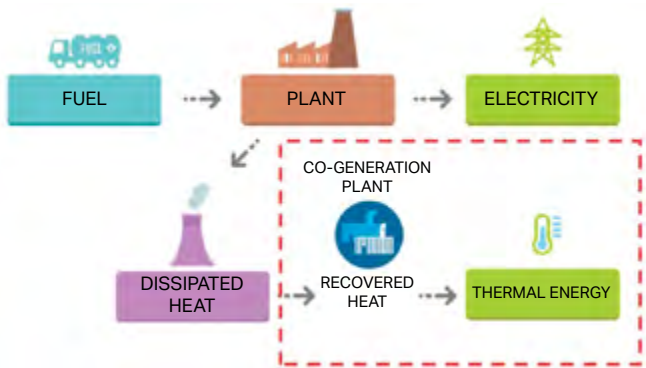 FUEL
PLANT
ELECTRICITY
CO-GENERATION
PLANT
DISSIPATED
HEAT
RECOVERED
HEAT
THERMAL ENERGY